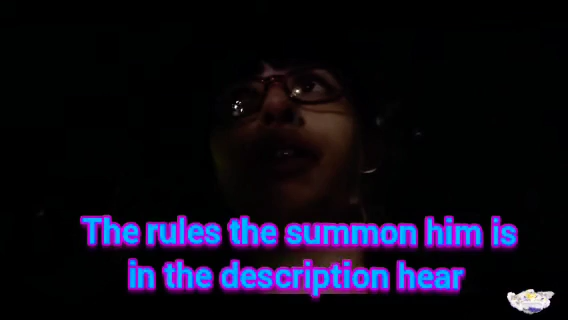 The rules the summon him is
in the description hear